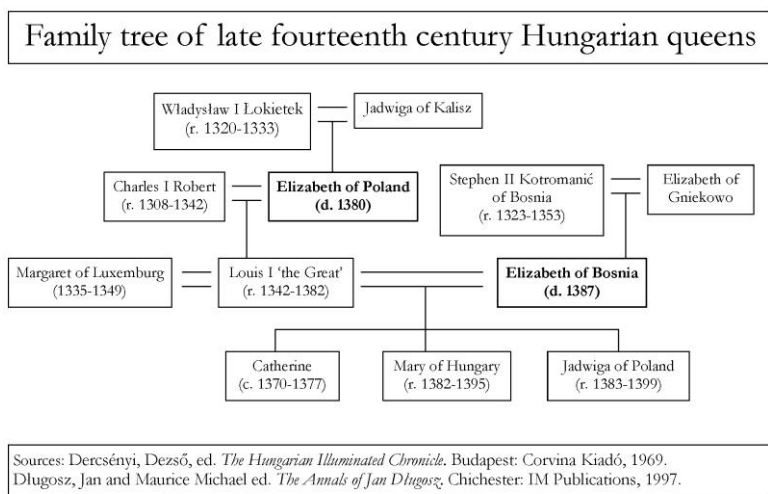 Family tree of late fourteenth century Hungarian queens
Władysław I Lokietek
(r. 1320-1333)
Jadwiga of Kalisz
Charles I Robert
(r. 1308-1342)
Elizabeth of Poland
(d. 1380)
Stephen II Kotromanić
of Bosnia
(r. 1323-1353)
Elizabeth of
Gniekowo
Margaret of Luxemburg
(1335-1349)
Louis I ‘the Great’
(r. 1342-1382)
Elizabeth of Bosnia
(d. 1387)
Catherine
(c. 1370-1377)
Mary of Hungary
(r. 1382-1395)
Jadwiga of Poland
(r. 1383-1399)
Sources: Dercsényi, Dezső, ed. The Hungarian Illuminated Chronicle. Budapest: Corvina Kiadó, 1969.
Długosz, Jan and Maurice Michael ed. The Annals of Jan Długosz. Chichester: IM Publications, 1997.